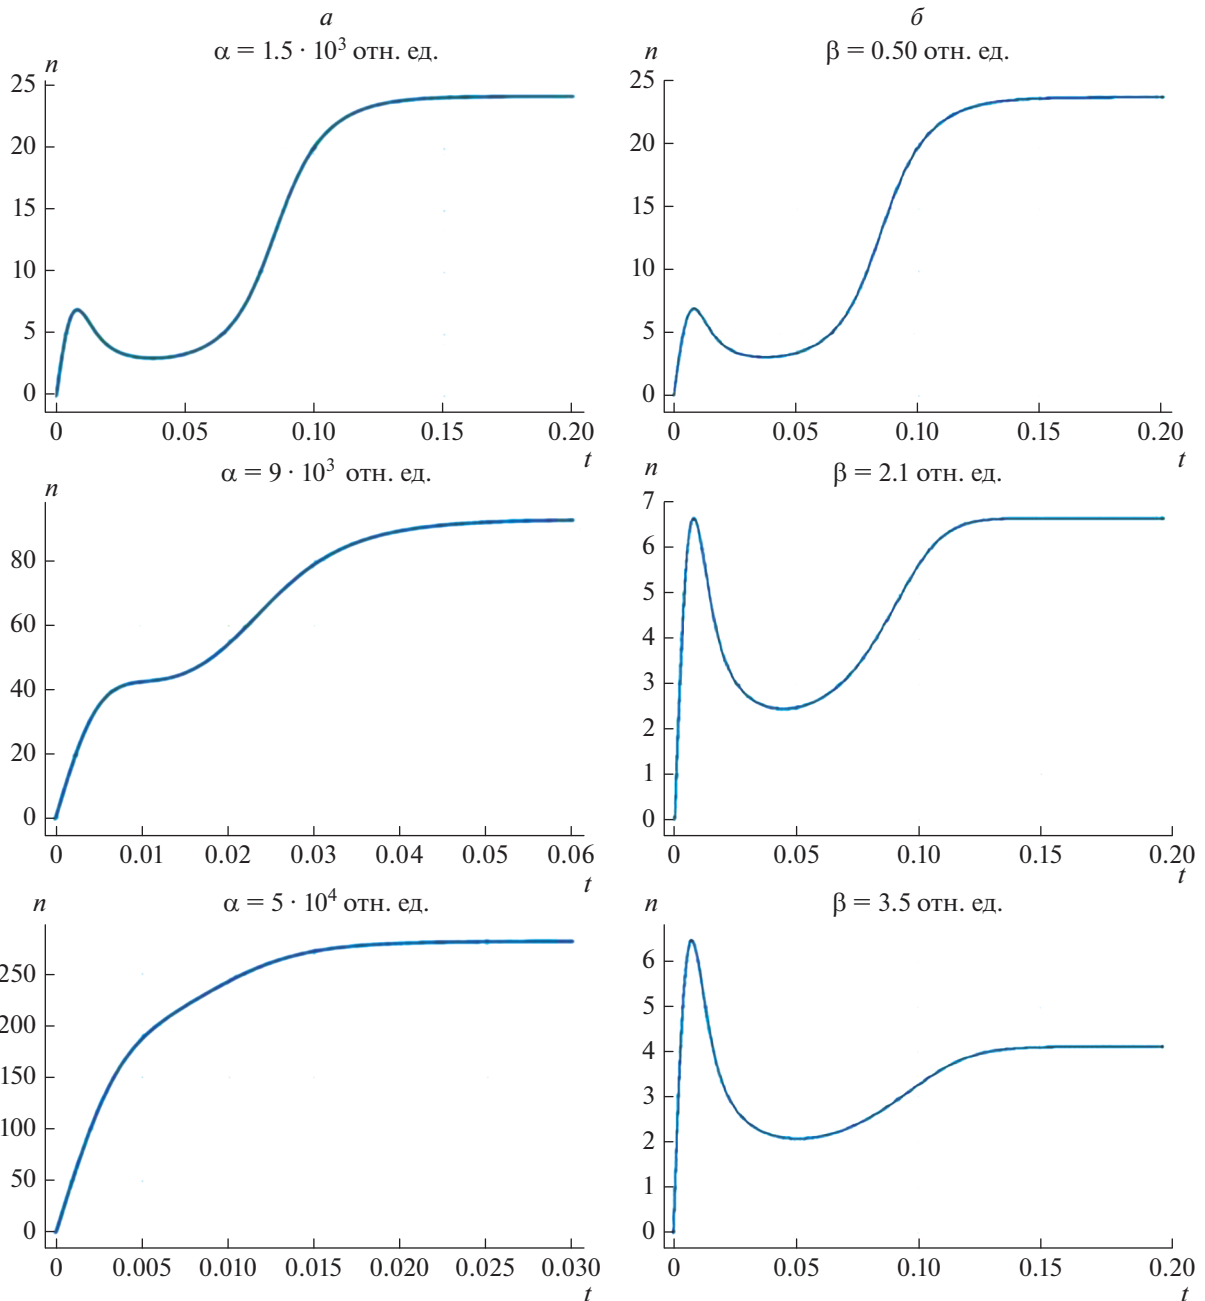 а
α = 1.5 · 10³ отн. ед.
n
25
20
15
10
5
0
0 0.05 0.10 0.15 0.20
t
б
β = 0.50 отн. ед.
n
25
20
15
10
5
0
0 0.05 0.10 0.15 0.20
t
α = 9 · 10³ отн. ед.
n
80
60
40
20
0
0 0.01 0.02 0.03 0.04 0.05 0.06
t
β = 2.1 отн. ед.
n
7
6
5
4
3
2
1
0
0 0.05 0.10 0.15 0.20
t
α = 5 · 10⁴ отн. ед.
n
250
200
150
100
50
0
0 0.005 0.010 0.015 0.020 0.025 0.030
t
β = 3.5 отн. ед.
n
6
5
4
3
2
1
0
0 0.05 0.10 0.15 0.20
t